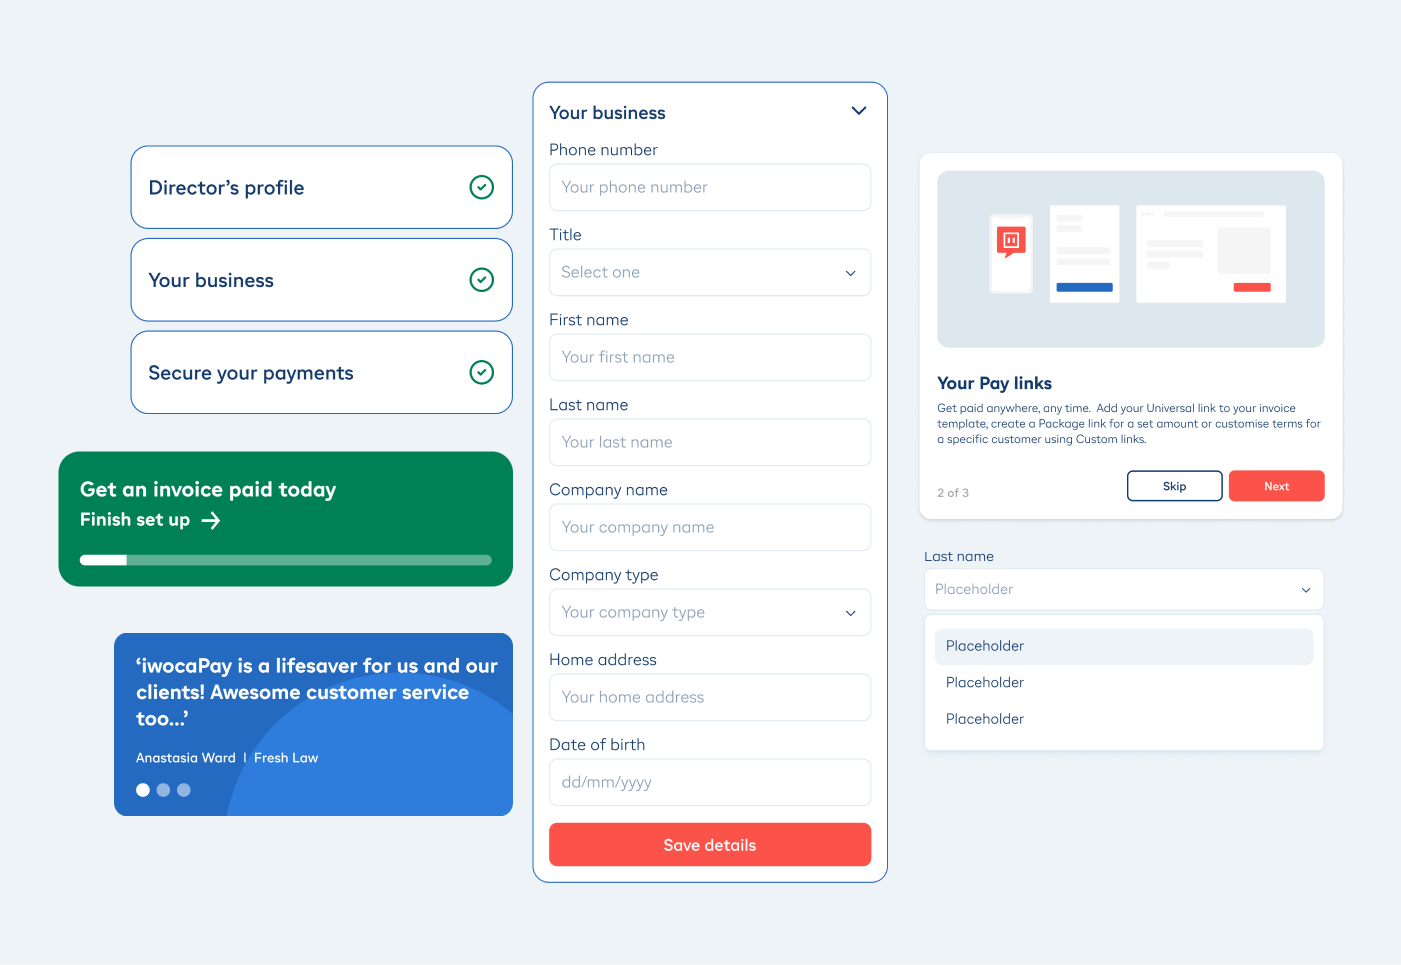 Director’s profile
Your business
Secure your payments
Get an invoice paid today
Finish set up
‘iwocaPay is a lifesaver for us and our
clients! Awesome customer service
too...’
Anastasia Ward | Fresh Law
Your business
Phone number
Your phone number
Title
Select one
First name
Your first name
Last name
Your last name
Company name
Your company name
Company type
Your company type
Home address
Your home address
Date of birth
dd/mm/yyyy
Save details
Your Pay links
Get paid anywhere, any time. Add your Universal link to your invoice
template, create a Package link for a set amount or customise terms for
a specific customer using Custom links.
2 of 3
Skip
Next
Last name
Placeholder
Placeholder
Placeholder
Placeholder